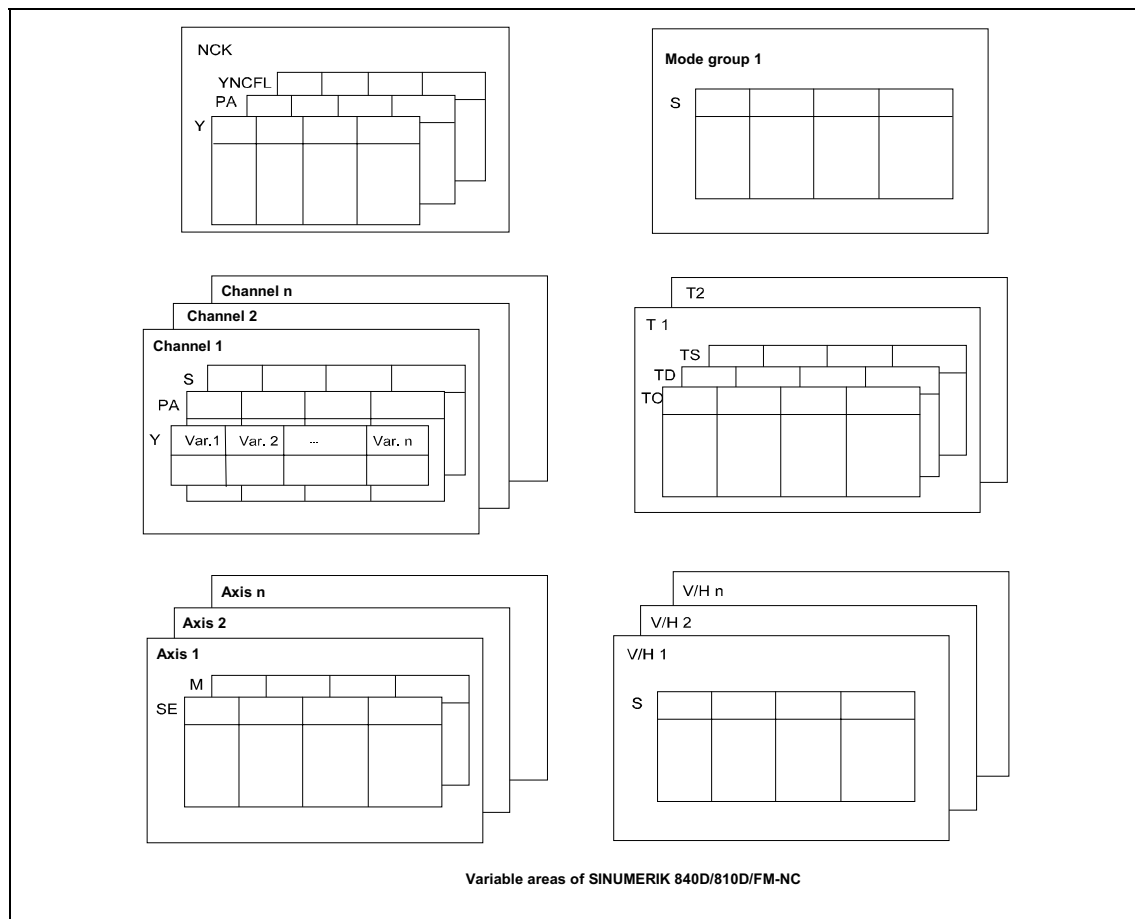 NCK
YNCFL
PA
Y
Mode group 1
S
Channel n
Channel 2
Channel 1
S
PA
Y Var.1 Var. 2 ... Var. n
T2
T 1
TS
TD
TO
Axis n
Axis 2
Axis 1
M
SE
V/H n
V/H 2
V/H 1
S
Variable areas of SINUMERIK 840D/810D/FM-NC